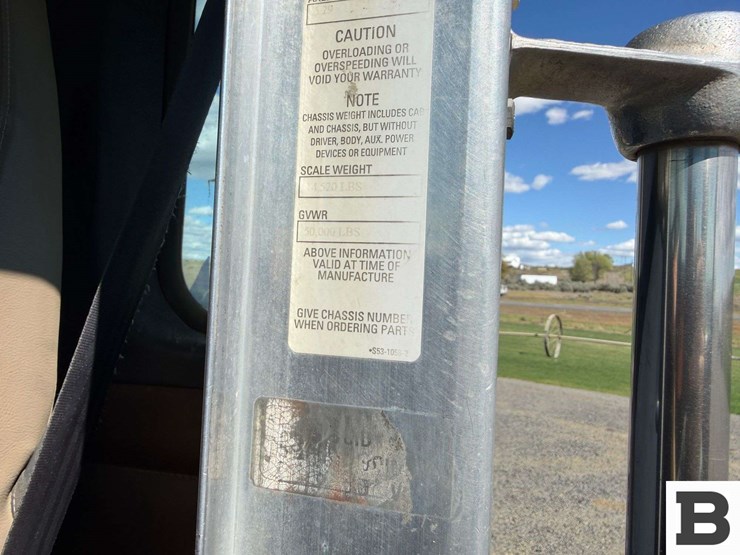 CAUTION
OVERLOADING OR
OVERSPEEDING WILL
VOID YOUR WARRANTY
NOTE
CHASSIS WEIGHT INCLUDES CAB
AND CHASSIS, BUT WITHOUT
DRIVER, BODY, AUX. POWER
DEVICES OR EQUIPMENT
SCALE WEIGHT
LBS
GVWR
LBS
ABOVE INFORMATION
VALID AT TIME OF
MANUFACTURE
GIVE CHASSIS NUMBER
WHEN ORDERING PART
B